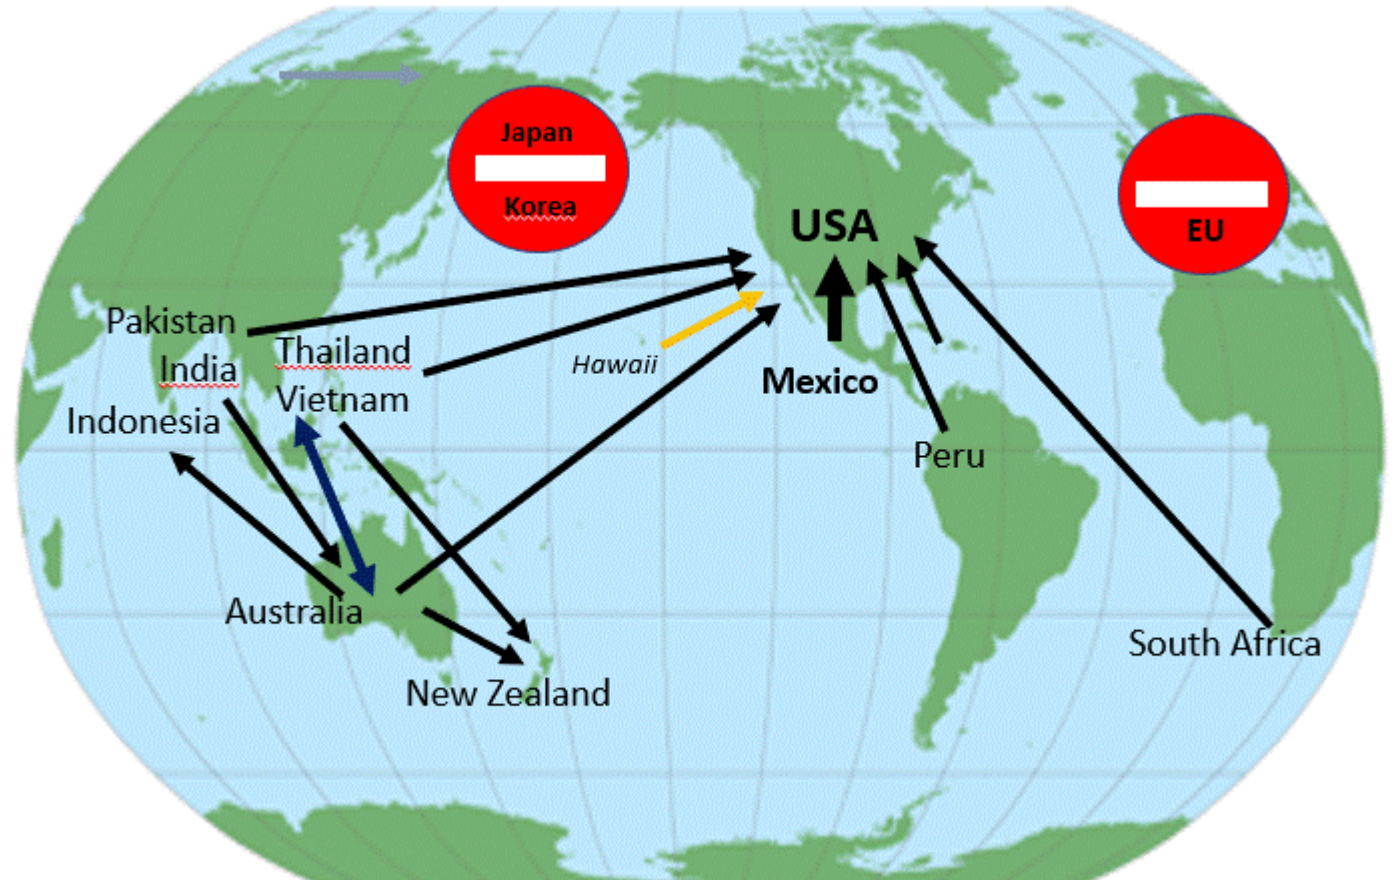 Japan
Korea
EU
USA
Pakistan
Thailand
India
Hawaii
Vietnam
Mexico
Indonesia
Peru
Australia
South Africa
New Zealand